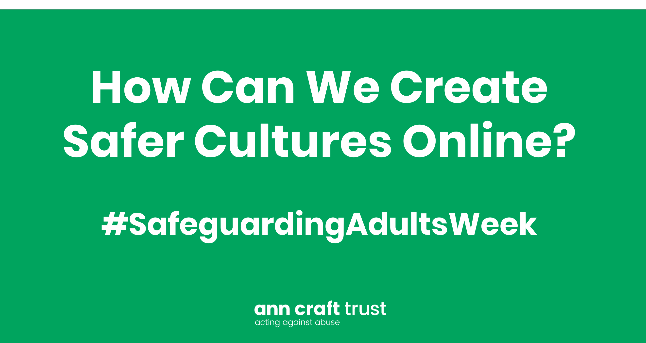 How Can We Create
Safer Cultures Online?
#SafeguardingAdultsWeek
ann craft trust
acting against abuse